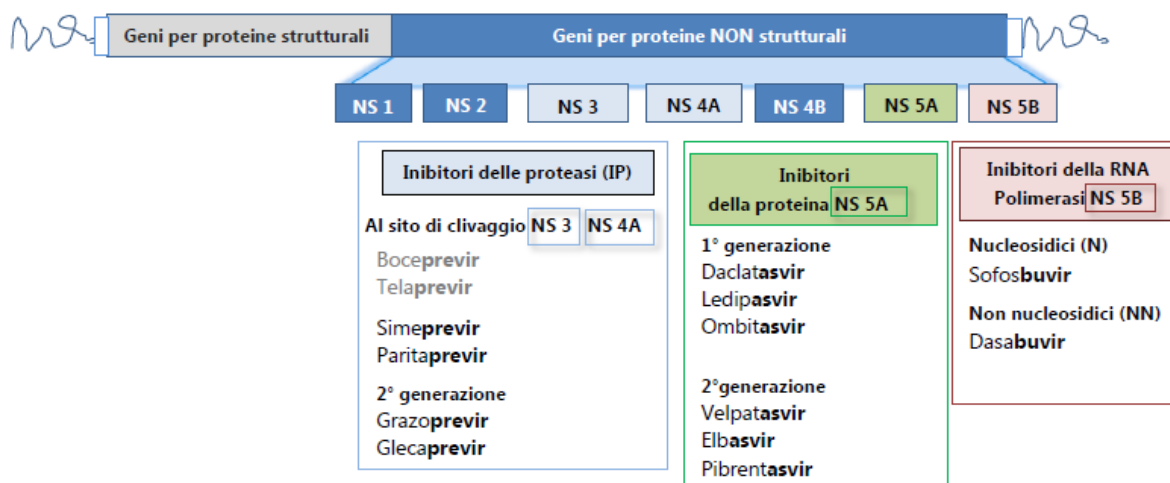 Geni per proteine strutturali
Geni per proteine NON strutturali
NS 1
NS 2
NS 3
NS 4A
NS 4B
NS 5A
NS 5B
Inibitori delle proteasi (IP)
Al sito di clivaggio NS 3 NS 4A
Boceprevir
Telaprevir
Simeprevir
Paritaprevir
2° generazione
Grazoprevir
Glecaprevir
Inibitori
della proteina NS 5A
1° generazione
Daclatasvir
Ledipasvir
Ombitasvir
2°generazione
Velpatasvir
Elbasvir
Pibrentasvir
Inibitori della RNA
Polimerasi NS 5B
Nucleosidici (N)
Sofosbuvir
Non nucleosidici (NN)
Dasabuvir